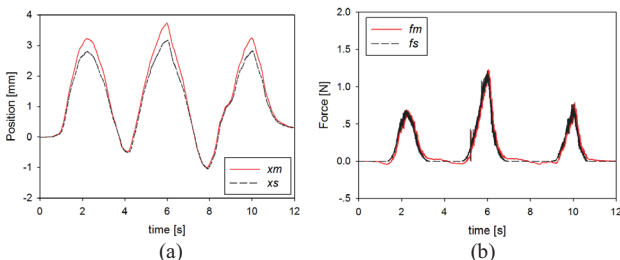 4
3
2
1
0
-1
-2
Position [mm]
xm
xs
0 2 4 6 8 10 12
time [s]
(a)
2.0
1.5
1.0
.5
0.0
-.5
Force [N]
fm
fs
0 2 4 6 8 10 12
time [s]
(b)